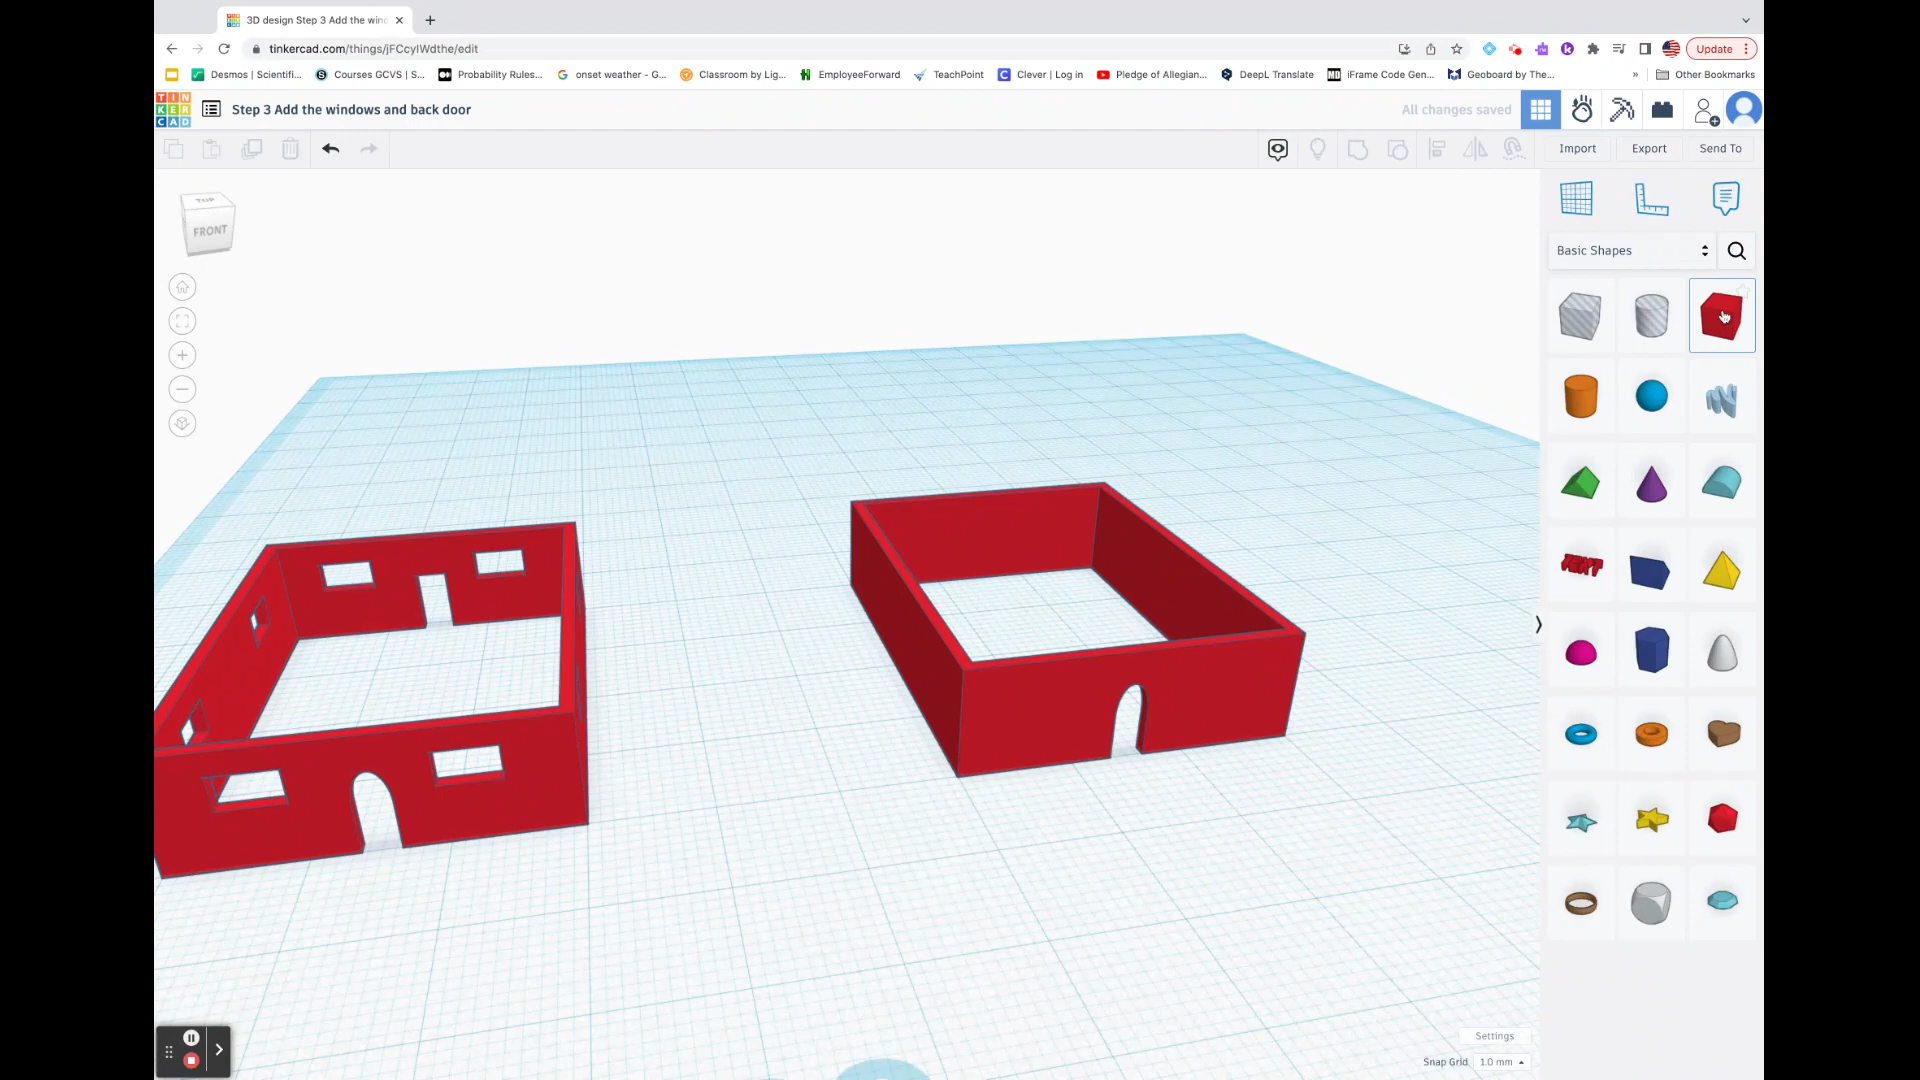 3D design Step 3 Add the wind
tinkercad.com/things/jFCcylWdthe/edit
Update
Desmos | Scientifi...
Courses GCVS | S...
Probability Rules...
onset weather - G...
Classroom by Lig...
EmployeeForward
TeachPoint
Clever | Log in
Pledge of Allegian...
DeepL Translate
iFrame Code Gen...
Geoboard by The...
»
Other Bookmarks
TIN
KER
CAD
Step 3 Add the windows and back door
All changes saved
Import
Export
Send To
TOP
FRONT
Basic Shapes
TEXT
Settings
Snap Grid
1.0 mm